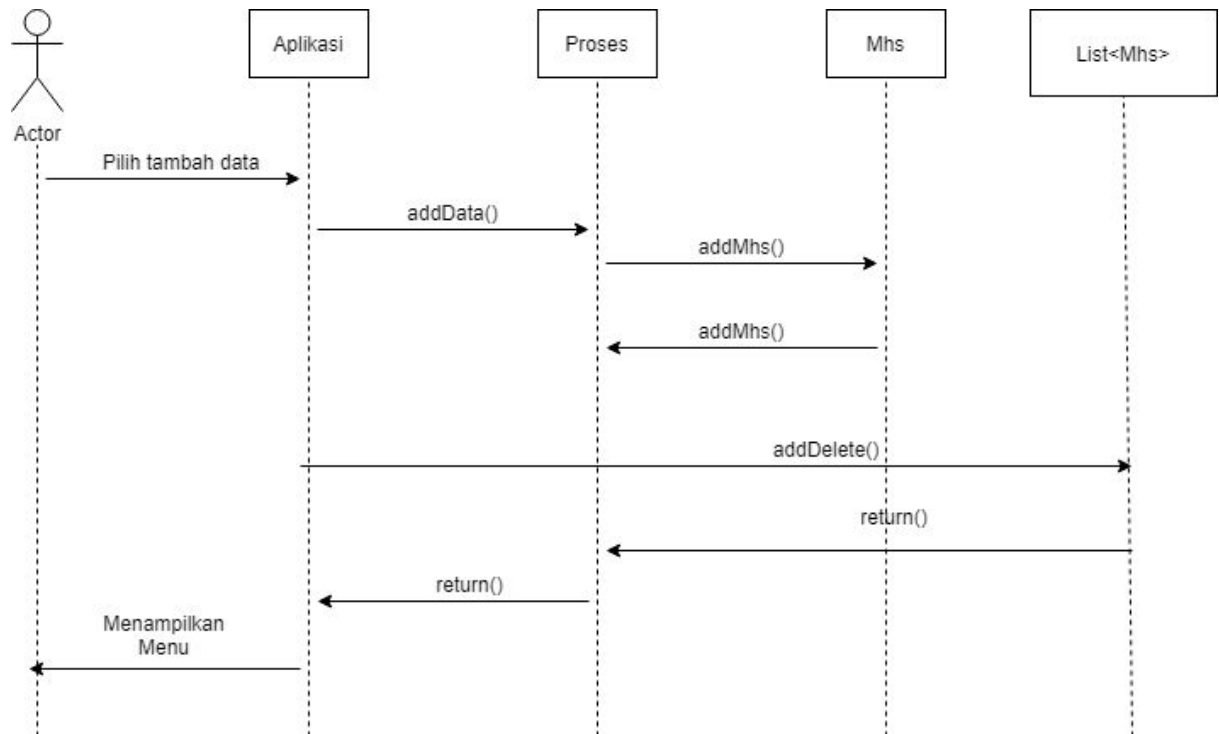 Aplikasi
Proses
Mhs
List<Mhs>
Actor
Pilih tambah data
addData()
addMhs()
addMhs()
addDelete()
return()
return()
Menampilkan
Menu